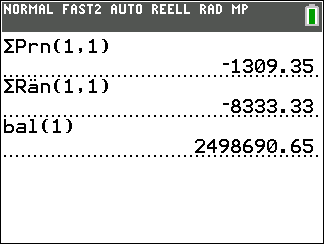 NORMAL FAST2 AUTO REELL RAD MP
ΣPrn(1,1)
-1309.35
ΣRän(1,1)
-8333.33
bal(1)
2498690.65